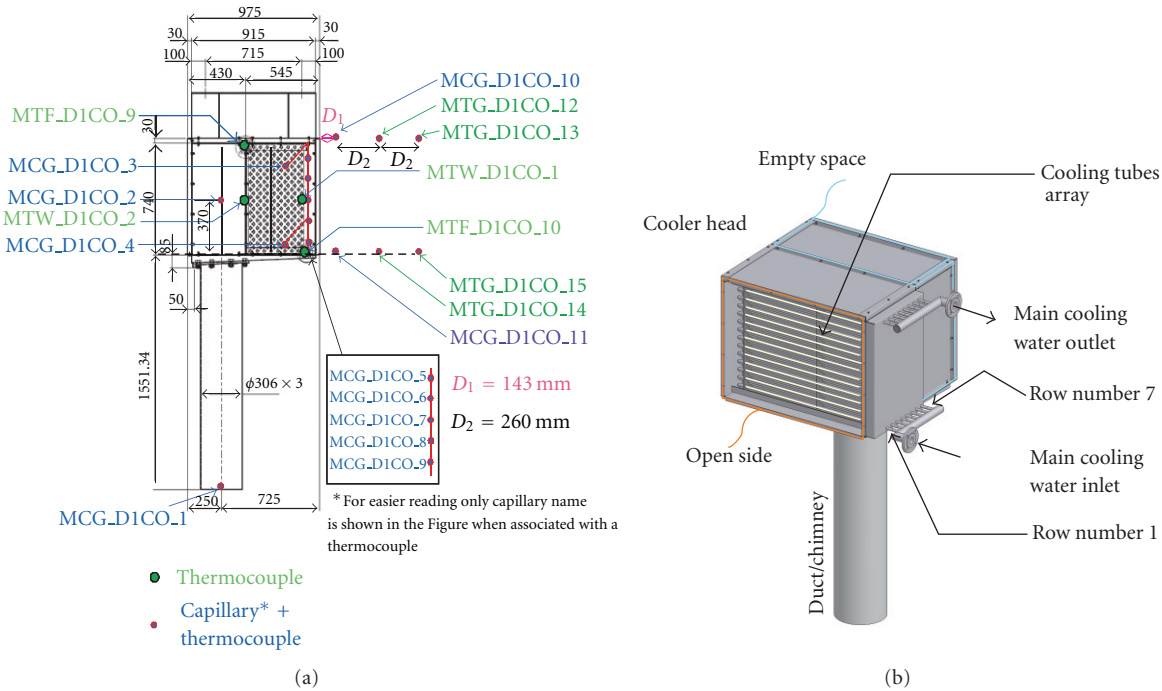 975
30 915 30
100 715 100
430 545
MCG_D1CO_10
MTG_D1CO_12
MTG_D1CO_13
MTF_D1CO_9
D1
D2 D2
30
MCG_D1CO_3
MTW_D1CO_1
MCG_D1CO_2
MTW_D1CO_2
740
370
MTF_D1CO_10
MCG_D1CO_4
85
MTG_D1CO_15
MTG_D1CO_14
MCG_D1CO_11
50
1551.34
ϕ306 × 3
MCG_D1CO_5
MCG_D1CO_6
MCG_D1CO_7
MCG_D1CO_8
MCG_D1CO_9
D1 = 143 mm
D2 = 260 mm
250 725
MCG_D1CO_1
* For easier reading only capillary name
is shown in the Figure when associated with a
thermocouple
Thermocouple
Capillary* +
thermocouple
(a)
Empty space
Cooling tubes
array
Cooler head
Main cooling
water outlet
Row number 7
Open side
Main cooling
water inlet
Row number 1
Duct/chimney
(b)